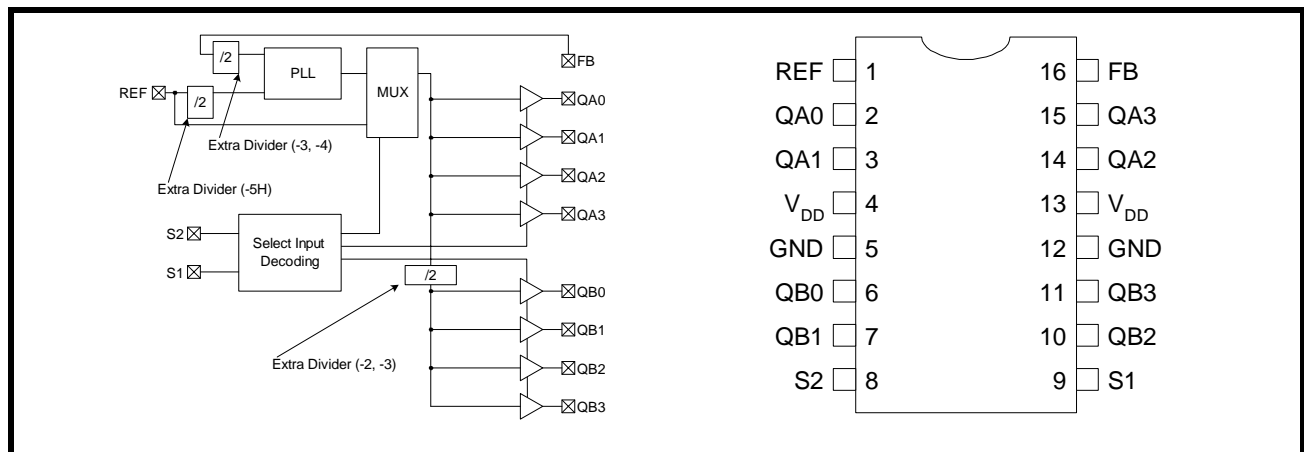 /2
PLL
MUX
FB
REF
/2
QA0
QA1
Extra Divider (-3, -4)
QA2
Extra Divider (-5H)
QA3
S2
Select Input
Decoding
S1
/2
QB0
QB1
Extra Divider (-2, -3)
QB2
QB3
REF 1 16 FB
QA0 2 15 QA3
QA1 3 14 QA2
VDD 4 13 VDD
GND 5 12 GND
QB0 6 11 QB3
QB1 7 10 QB2
S2 8 9 S1